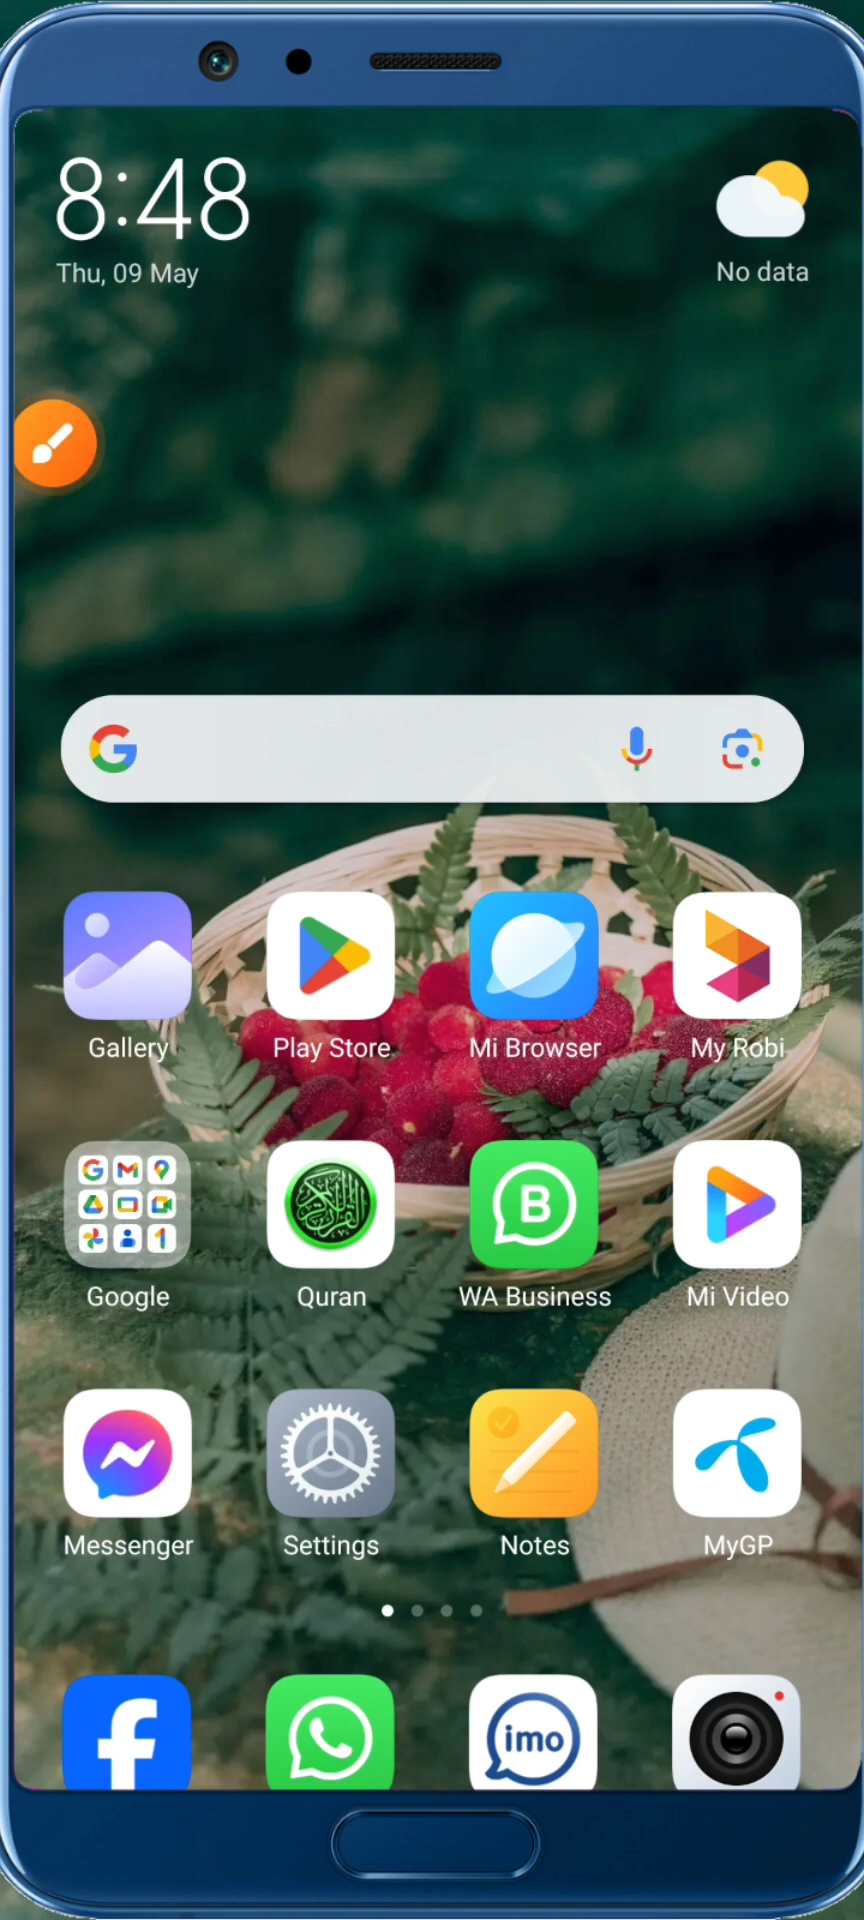 8:48
Thu, 09 May
No data
Gallery
Play Store
Mi Browser
My Robi
Google
Quran
B
WA Business
Mi Video
Messenger
Settings
Notes
MyGP
imo